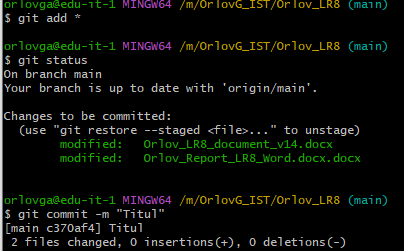 orlovga@edu-it-1 MINGW64 /m/OrlovG_IST/Orlov_LR8 (main)
$ git add *
orlovga@edu-it-1 MINGW64 /m/OrlovG_IST/Orlov_LR8 (main)
$ git status
On branch main
Your branch is up to date with 'origin/main'.
Changes to be committed:
  (use "git restore --staged <file>..." to unstage)
        modified:   Orlov_LR8_document_v14.docx
        modified:   Orlov_Report_LR8_Word.docx.docx
orlovga@edu-it-1 MINGW64 /m/OrlovG_IST/Orlov_LR8 (main)
$ git commit -m "Titul"
[main c370af4] Titul
 2 files changed, 0 insertions(+), 0 deletions(-)